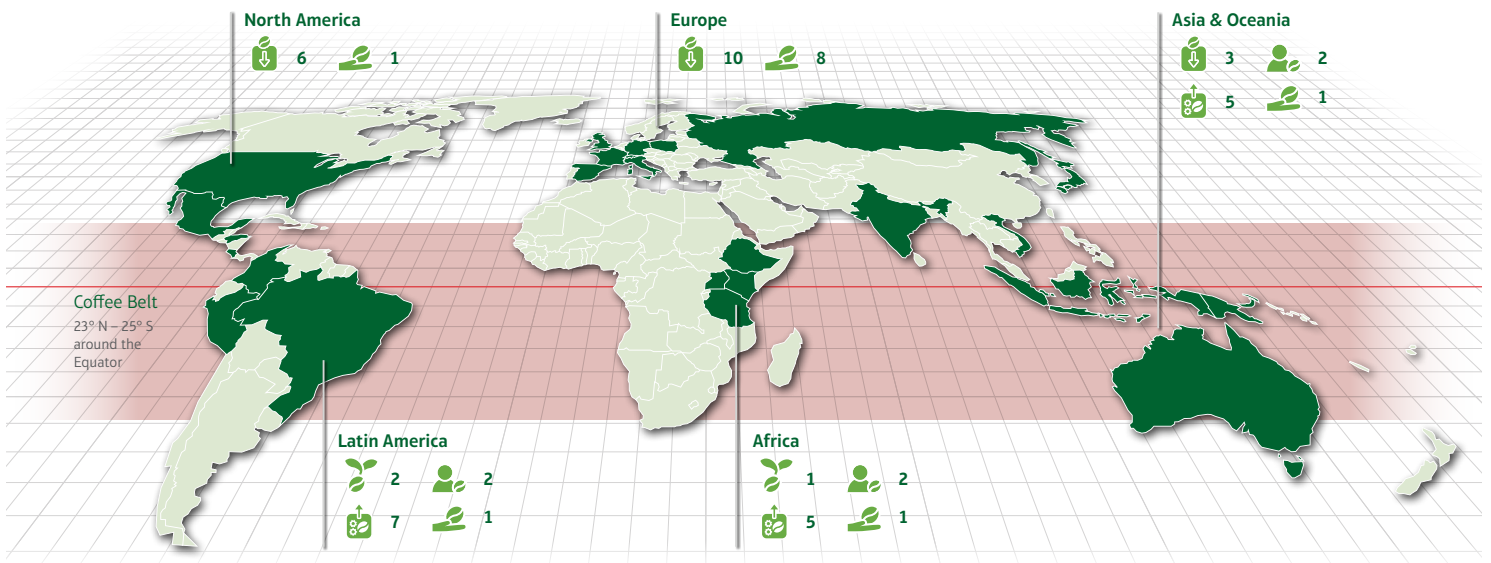 North America
6 1
Europe
10 8
Asia & Oceania
3 2
5 1
Coffee Belt
23° N – 25° S
around the
Equator
Latin America
2 2
7 1
Africa
1 2
5 1